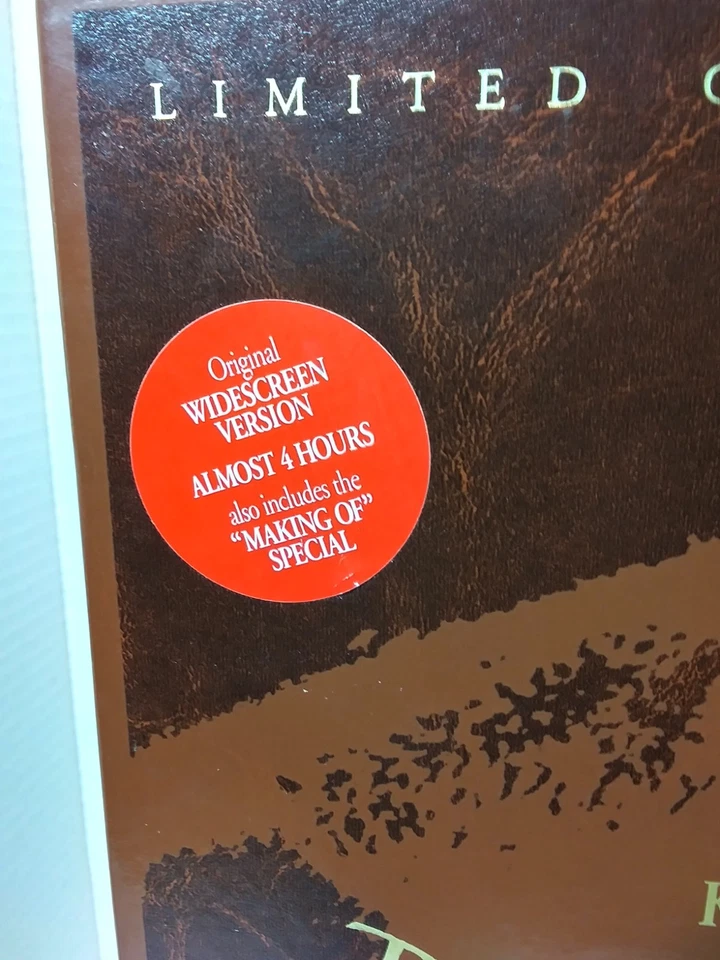 LIMITED
Original
WIDESCREEN
VERSION
ALMOST 4 HOURS
also includes the
"MAKING OF"
SPECIAL